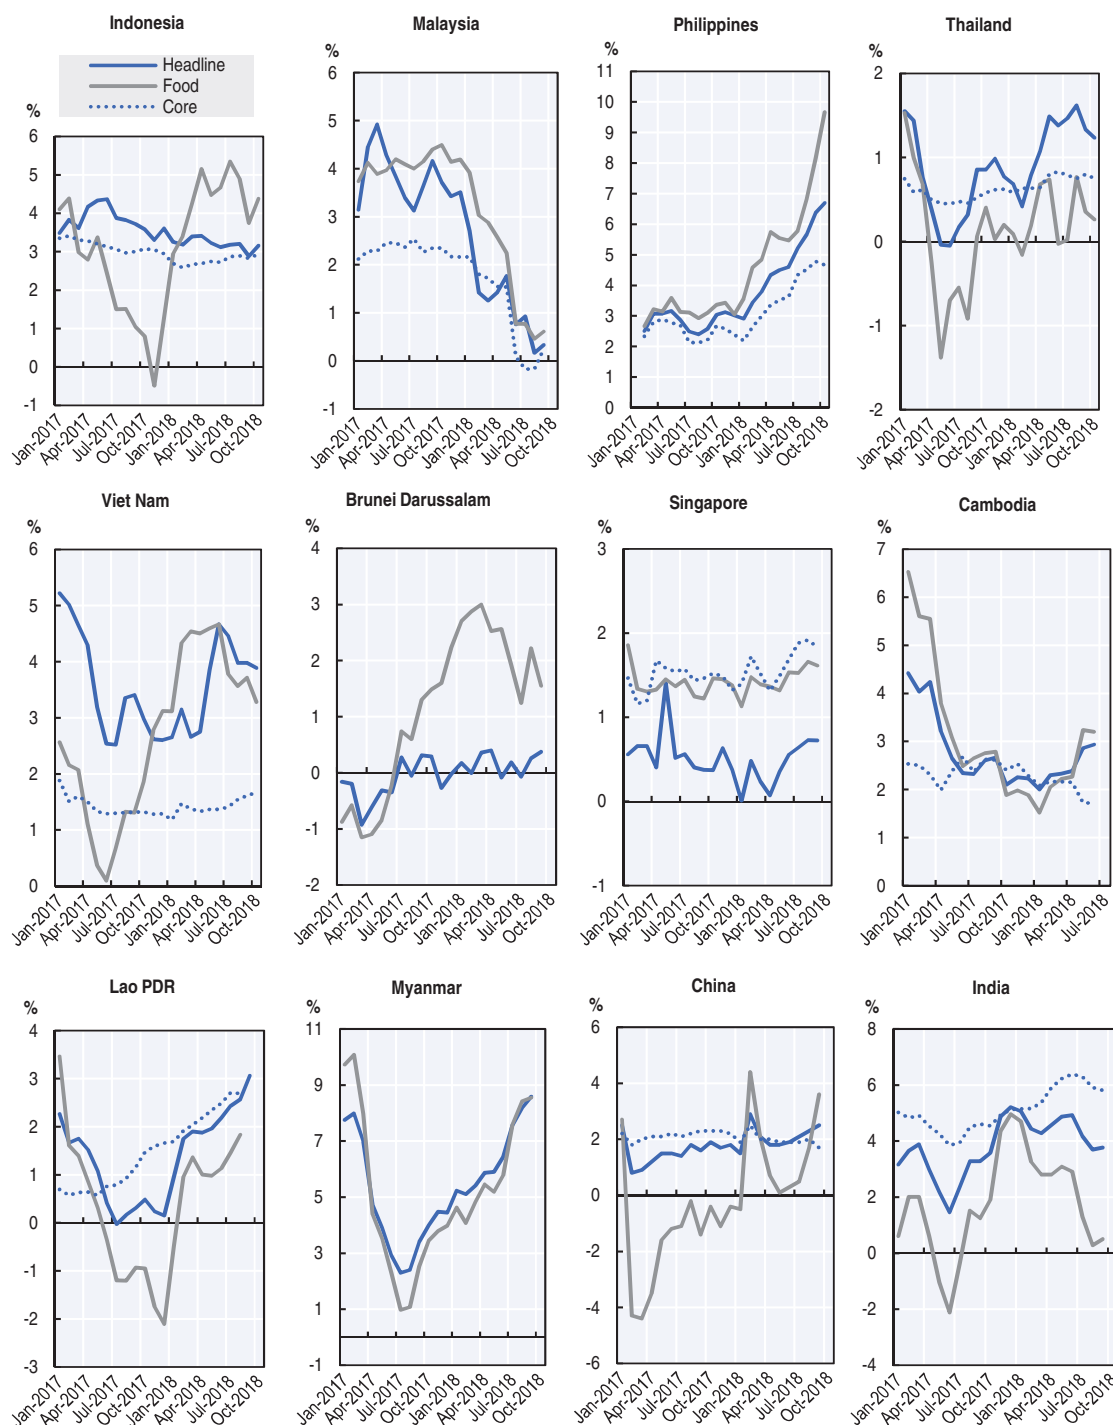 Indonesia
Headline
Food
Core
%
6
5
4
3
2
1
0
-1
Jan-2017
Apr-2017
Jul-2017
Oct-2017
Jan-2018
Apr-2018
Jul-2018
Oct-2018
Malaysia
%
6
5
4
3
2
1
0
-1
Jan-2017
Apr-2017
Jul-2017
Oct-2017
Jan-2018
Apr-2018
Jul-2018
Oct-2018
Philippines
%
11
10
9
8
7
6
5
4
3
2
1
0
Jan-2017
Apr-2017
Jul-2017
Oct-2017
Jan-2018
Apr-2018
Jul-2018
Oct-2018
Thailand
%
2
1
0
-1
-2
Jan-2017
Apr-2017
Jul-2017
Oct-2017
Jan-2018
Apr-2018
Jul-2018
Oct-2018
Viet Nam
%
6
5
4
3
2
1
0
Jan-2017
Apr-2017
Jul-2017
Oct-2017
Jan-2018
Apr-2018
Jul-2018
Oct-2018
Brunei Darussalam
%
4
3
2
1
0
-1
-2
Jan-2017
Apr-2017
Jul-2017
Oct-2017
Jan-2018
Apr-2018
Jul-2018
Oct-2018
Singapore
%
3
2
1
0
-1
Jan-2017
Apr-2017
Jul-2017
Oct-2017
Jan-2018
Apr-2018
Jul-2018
Oct-2018
Cambodia
%
7
6
5
4
3
2
1
0
Jan-2017
Apr-2017
Jul-2017
Oct-2017
Jan-2018
Apr-2018
Jul-2018
Lao PDR
%
4
3
2
1
0
-1
-2
-3
Jan-2017
Apr-2017
Jul-2017
Oct-2017
Jan-2018
Apr-2018
Jul-2018
Oct-2018
Myanmar
%
11
9
7
5
3
1
-1
Jan-2017
Apr-2017
Jul-2017
Oct-2017
Jan-2018
Apr-2018
Jul-2018
Oct-2018
China
%
6
4
2
0
-2
-4
-6
Jan-2017
Apr-2017
Jul-2017
Oct-2017
Jan-2018
Apr-2018
Jul-2018
Oct-2018
India
%
8
6
4
2
0
-2
-4
Jan-2017
Apr-2017
Jul-2017
Oct-2017
Jan-2018
Apr-2018
Jul-2018
Oct-2018